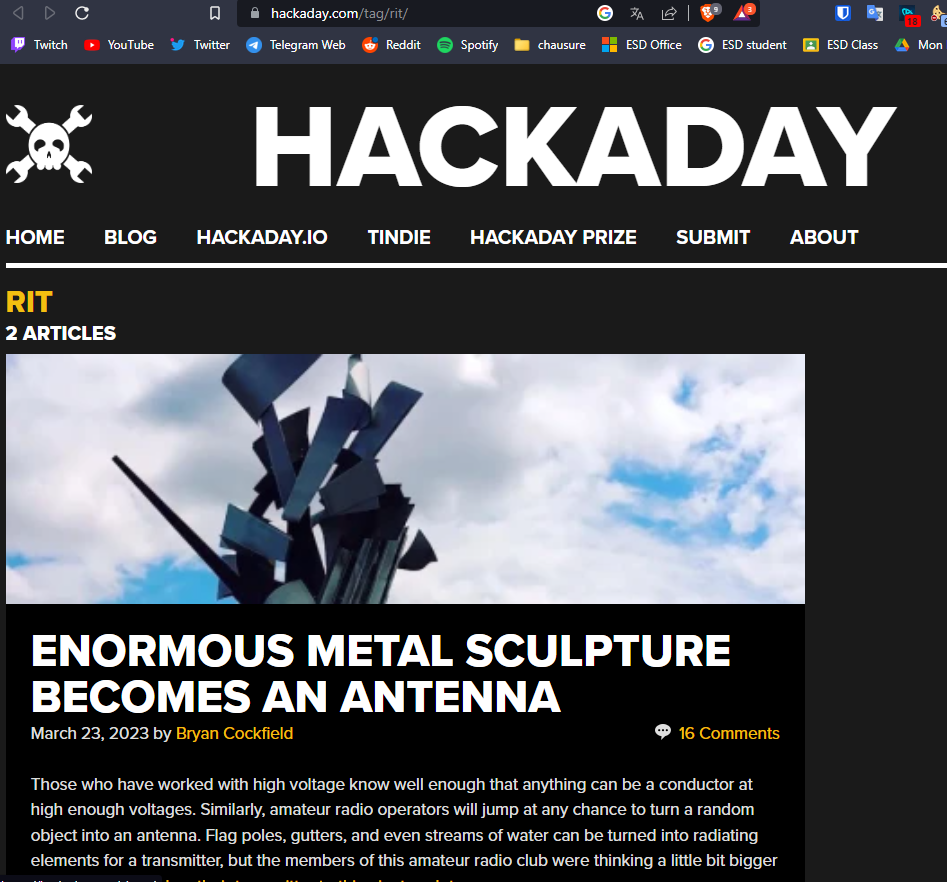 hackaday.com/tag/rit/
9
3
13
Twitch YouTube Twitter Telegram Web Reddit Spotify chausure ESD Office ESD student ESD Class Mon
HACKADAY
HOME BLOG HACKADAY.IO TINDIE HACKADAY PRIZE SUBMIT ABOUT
RIT
2 ARTICLES
ENORMOUS METAL SCULPTURE
BECOMES AN ANTENNA
March 23, 2023 by Bryan Cockfield 16 Comments
Those who have worked with high voltage know well enough that anything can be a conductor at
high enough voltages. Similarly, amateur radio operators will jump at any chance to turn a random
object into an antenna. Flag poles, gutters, and even streams of water can be turned into radiating
elements for a transmitter, but the members of this amateur radio club were thinking a little bit bigger